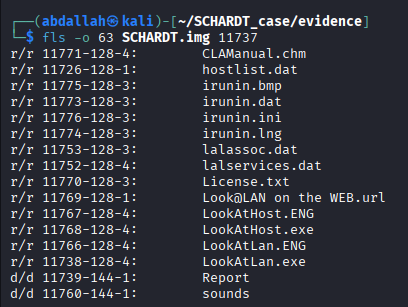 ┌──(abdallah㉿kali)-[~/SCHARDT_case/evidence]
└─$ fls -o 63 SCHARDT.img 11737
r/r 11771-128-4: CLAManual.chm
r/r 11726-128-1: hostlist.dat
r/r 11775-128-3: irunin.bmp
r/r 11773-128-3: irunin.dat
r/r 11776-128-3: irunin.ini
r/r 11774-128-3: irunin.lng
r/r 11753-128-3: lalassoc.dat
r/r 11752-128-4: lalservices.dat
r/r 11770-128-3: License.txt
r/r 11769-128-1: Look@LAN on the WEB.url
r/r 11767-128-4: LookAtHost.ENG
r/r 11768-128-3: LookAtHost.exe
r/r 11766-128-4: LookAtLan.ENG
r/r 11738-128-4: LookAtLan.exe
d/d 11739-144-1: Report
d/d 11760-144-1: sounds